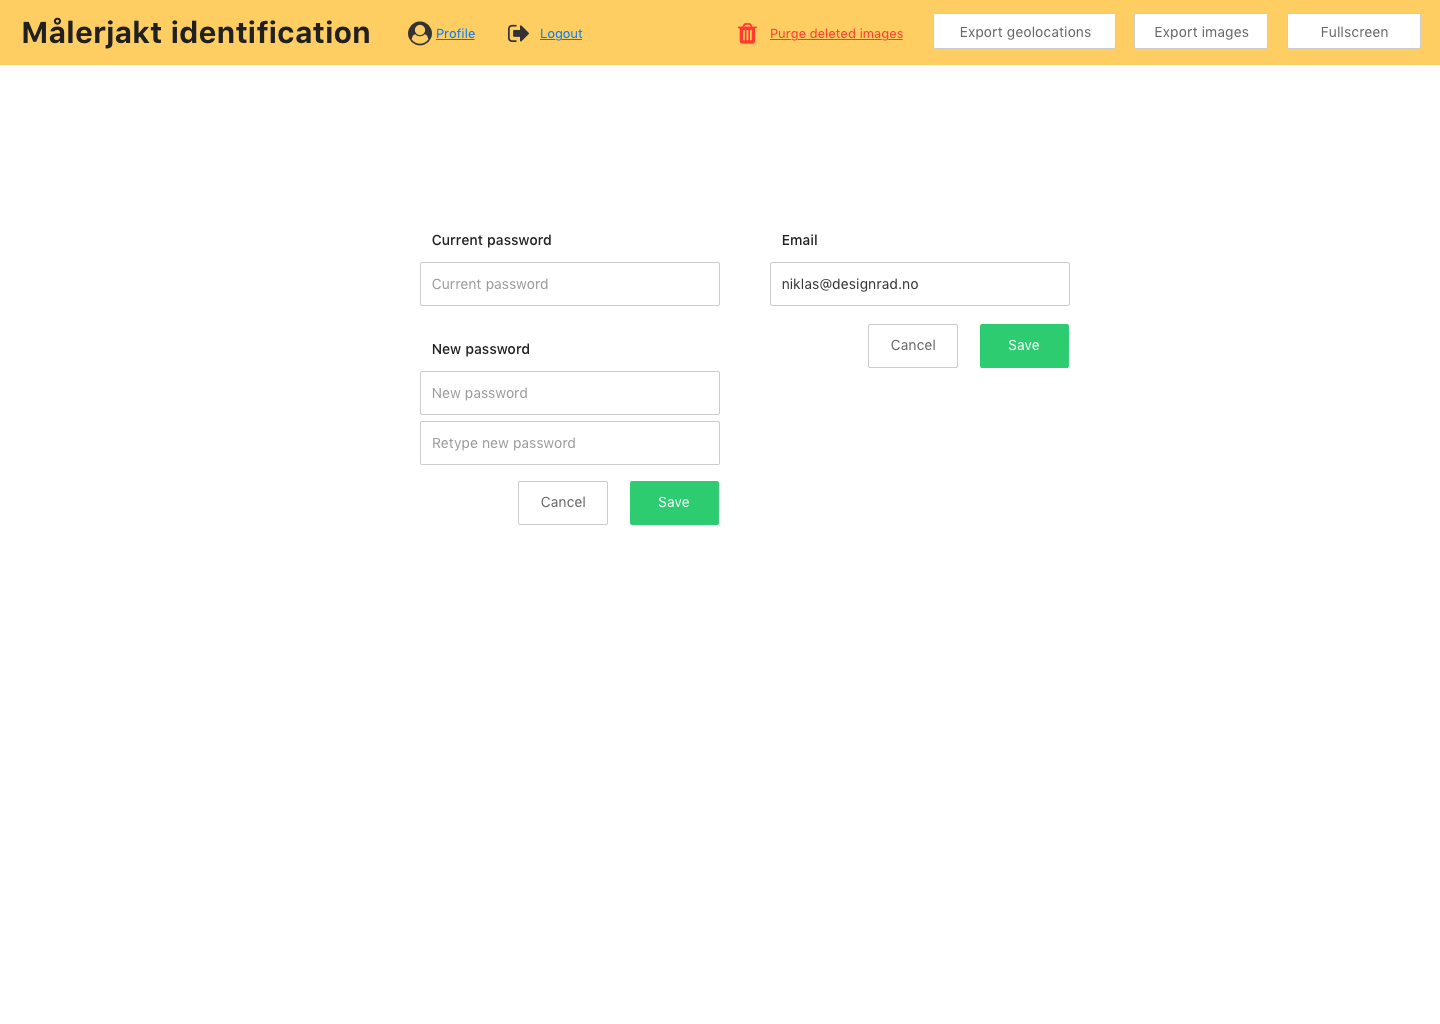 Målerjakt identification
Profile
Logout
Purge deleted images
Export geolocations
Export images
Fullscreen
Current password
Current password
New password
New password
Retype new password
Cancel
Save
Email
niklas@designrad.no
Cancel
Save